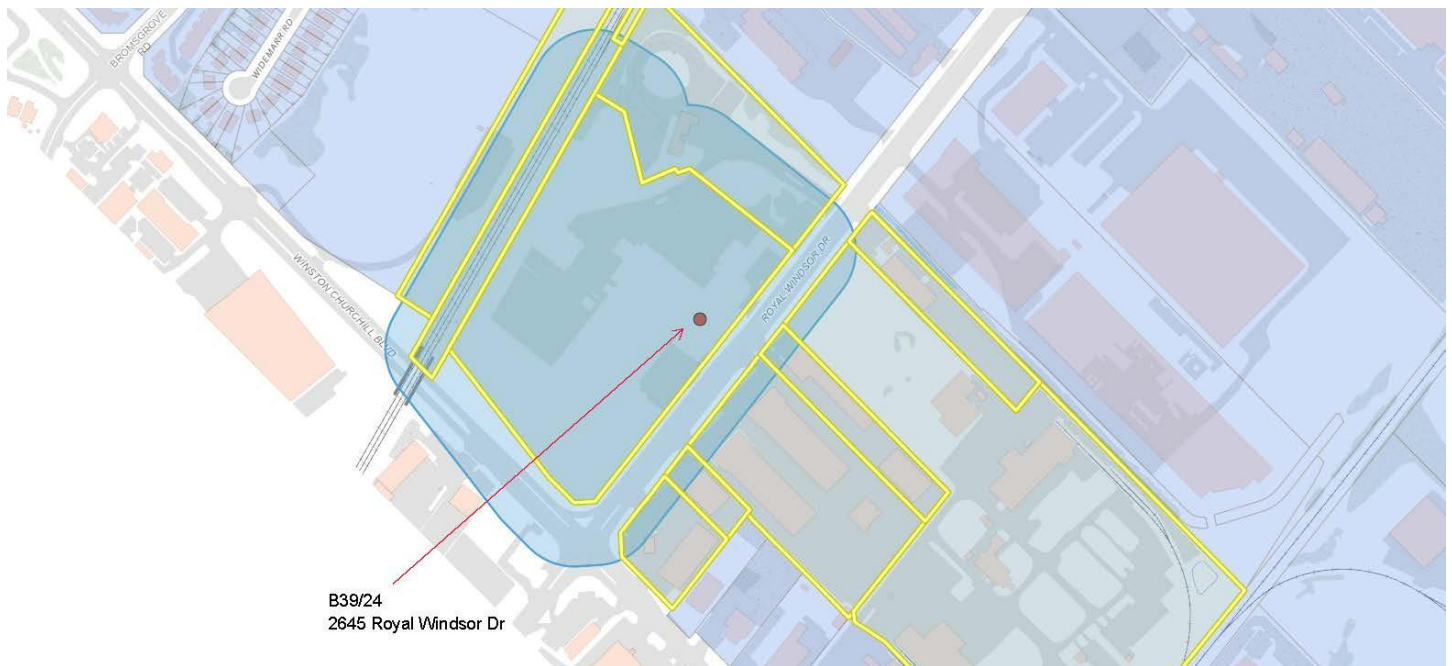 BROMSGROVE
RD
WIDEMARR RD
WINSTON CHURCHILL BLVD
ROYAL WINDSOR DR
B39/24
2645 Royal Windsor Dr